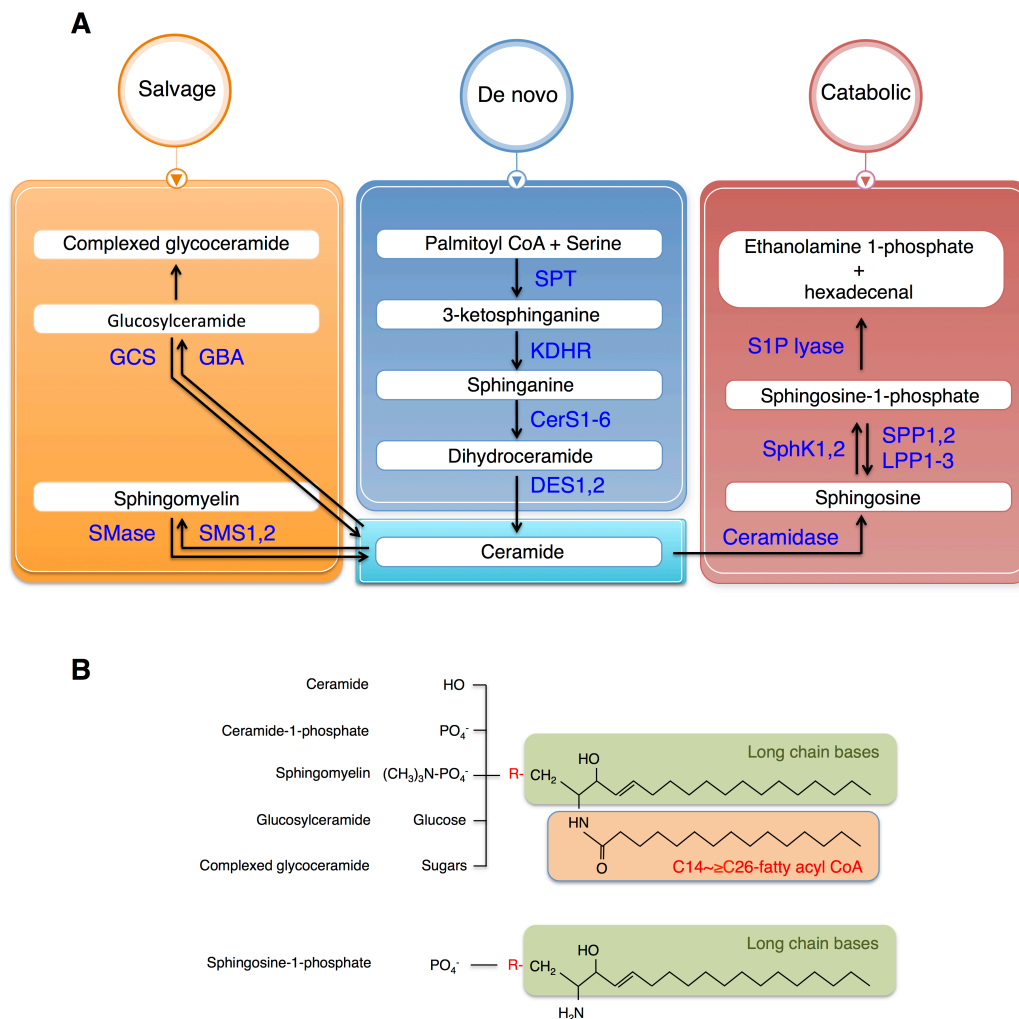 A
Salvage
De novo
Catabolic
Complexed glycoceramide
Glucosylceramide
GCS
GBA
Sphingomyelin
SMase
SMS1,2
Palmitoyl CoA + Serine
SPT
3-ketosphinganine
KDHR
Sphinganine
CerS1-6
Dihydroceramide
DES1,2
Ceramide
Ethanolamine 1-phosphate
+
hexadecenal
S1P lyase
Sphingosine-1-phosphate
SphK1,2
SPP1,2
LPP1-3
Sphingosine
Ceramidase
B
Ceramide HO
Ceramide-1-phosphate PO4-
Sphingomyelin (CH3)3N-PO4-
Glucosylceramide Glucose
Complexed glycoceramide Sugars
Long chain bases
HO
R- CH2
HN
O
C14~≥C26-fatty acyl CoA
Long chain bases
HO
Sphingosine-1-phosphate PO4- R- CH2
H2N